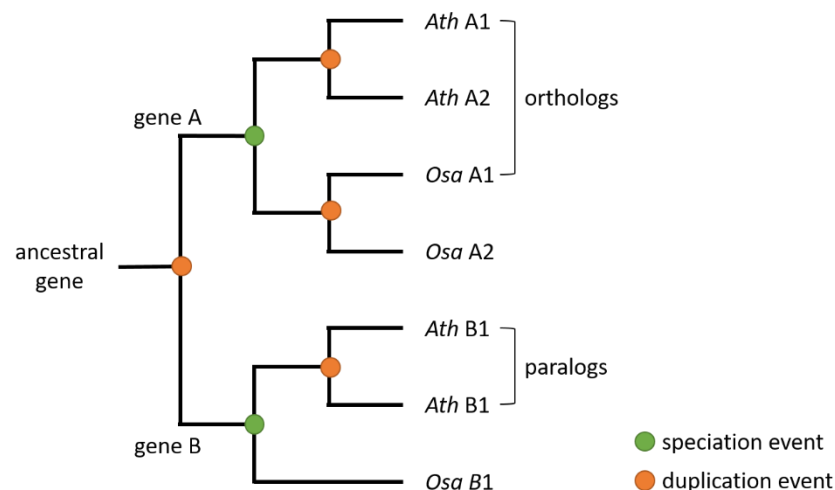 Ath A1
Ath A2
orthologs
gene A
Osa A1
Osa A2
ancestral
gene
Ath B1
paralogs
Ath B1
gene B
Osa B1
speciation event
duplication event